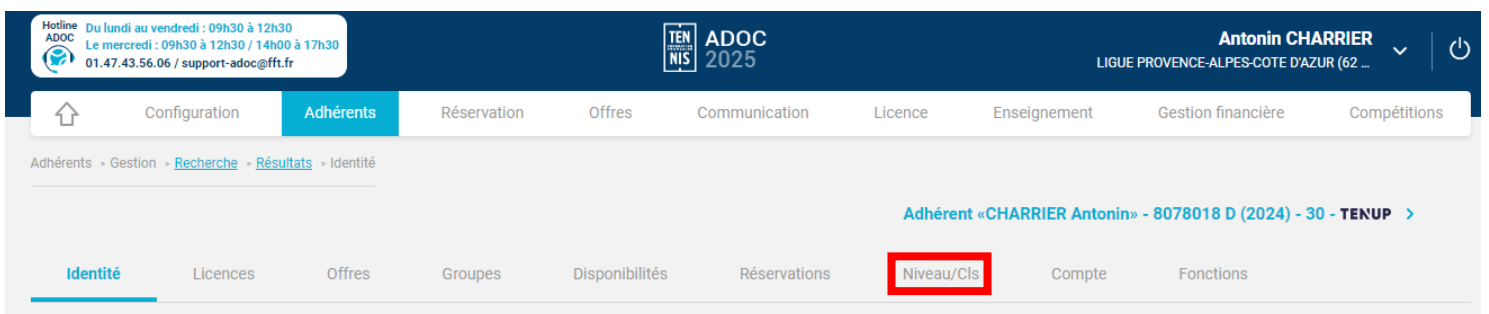 Hotline ADOC
Du lundi au vendredi : 09h30 à 12h30
Le mercredi : 09h30 à 12h30 / 14h00 à 17h30
01.47.43.56.06 / support-adoc@fft.fr
TEN
NIS
ADOC
2025
Antonin CHARRIER
LIGUE PROVENCE-ALPES-COTE D'AZUR (62 ...
Configuration Adhérents Réservation Offres Communication Licence Enseignement Gestion financière Compétitions
Adhérents > Gestion > Recherche > Résultats > Identité
Adhérent «CHARRIER Antonin» - 8078018 D (2024) - 30 - TENUP >
Identité Licences Offres Groupes Disponibilités Réservations Niveau/Cls Compte Fonctions